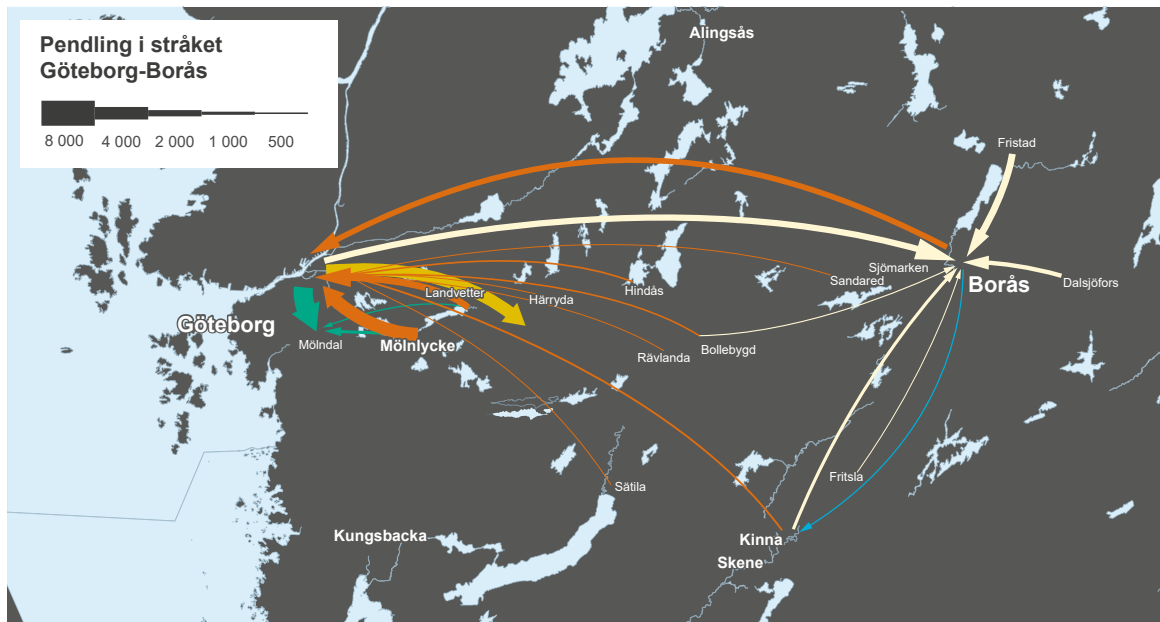 Pendling i stråket
Göteborg-Borås
8 000
4 000
2 000
1 000
500
Alingsås
Fristad
Sjömarken
Sandared
Borås
Dalsjöfors
Landvetter
Härryda
Hindås
Göteborg
Mölndal
Mölnlycke
Rävlanda
Bollebygd
Fritsla
Sätila
Kungsbacka
Kinna
Skene